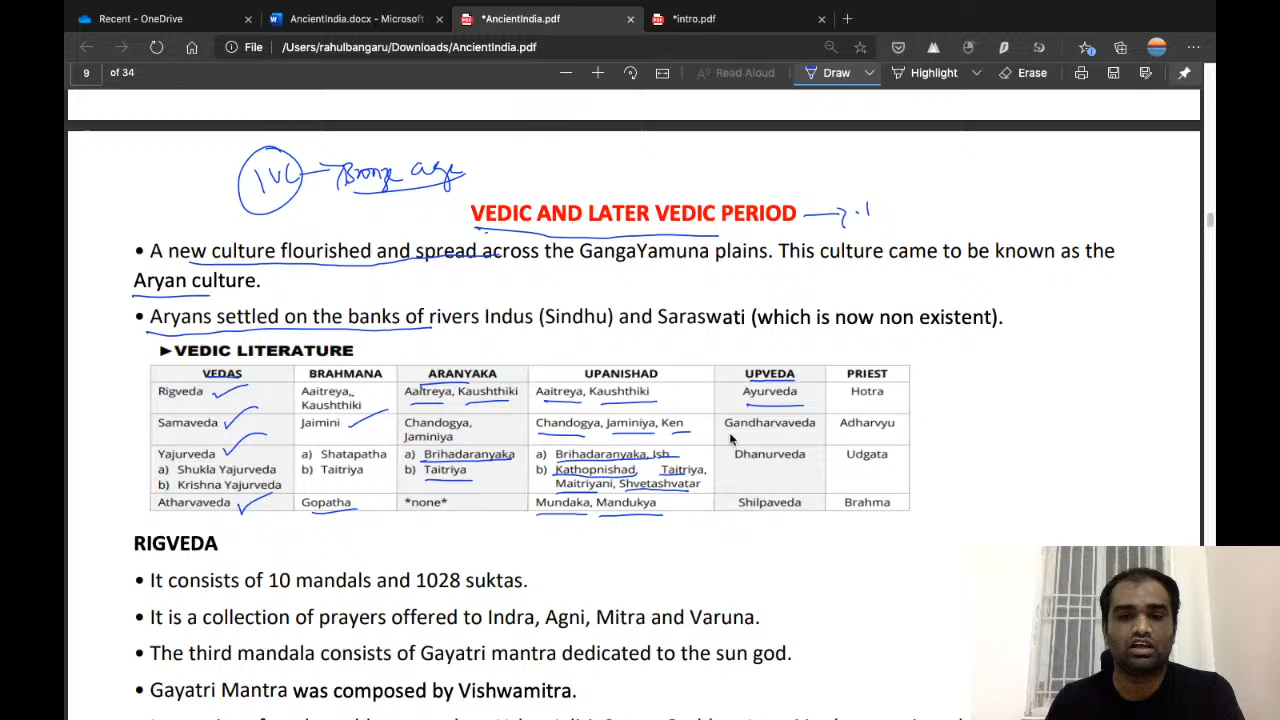 Recent — OneDrive
AncientIndia.docx - Microsoft
*AncientIndia.pdf
*intro.pdf
File /Users/rahulbangaru/Downloads/AncientIndia.pdf
9 of 34
Read Aloud
Draw
Highlight
Erase
IVC Bronze age
VEDIC AND LATER VEDIC PERIOD
• A new culture flourished and spread across the GangaYamuna plains. This culture came to be known as the
Aryan culture.
• Aryans settled on the banks of rivers Indus (Sindhu) and Saraswati (which is now non existent).
►VEDIC LITERATURE
VEDAS BRAHMANA ARANYAKA UPANISHAD UPVEDA PRIEST
Rigveda Aaitreya, Aaitreya, Kaushthiki Aaitreya, Kaushthiki Ayurveda Hotra
Kaushthiki
Samaveda Jaimini Chandogya, Chandogya, Jaminiya, Ken Gandharvaveda Adharvyu
Jaminiya
Yajurveda a) Shatapatha a) Brihadaranyaka a) Brihadaranyaka, Ish Dhanurveda Udgata
a) Shukla Yajurveda b) Taitriya b) Taitriya b) Kathopnishad, Taitriya,
b) Krishna Yajurveda Maitriyani, Shvetashvatar
Atharvaveda Gopatha *none* Mundaka, Mandukya Shilpaveda Brahma
RIGVEDA
• It consists of 10 mandals and 1028 suktas.
• It is a collection of prayers offered to Indra, Agni, Mitra and Varuna.
• The third mandala consists of Gayatri mantra dedicated to the sun god.
• Gayatri Mantra was composed by Vishwamitra.